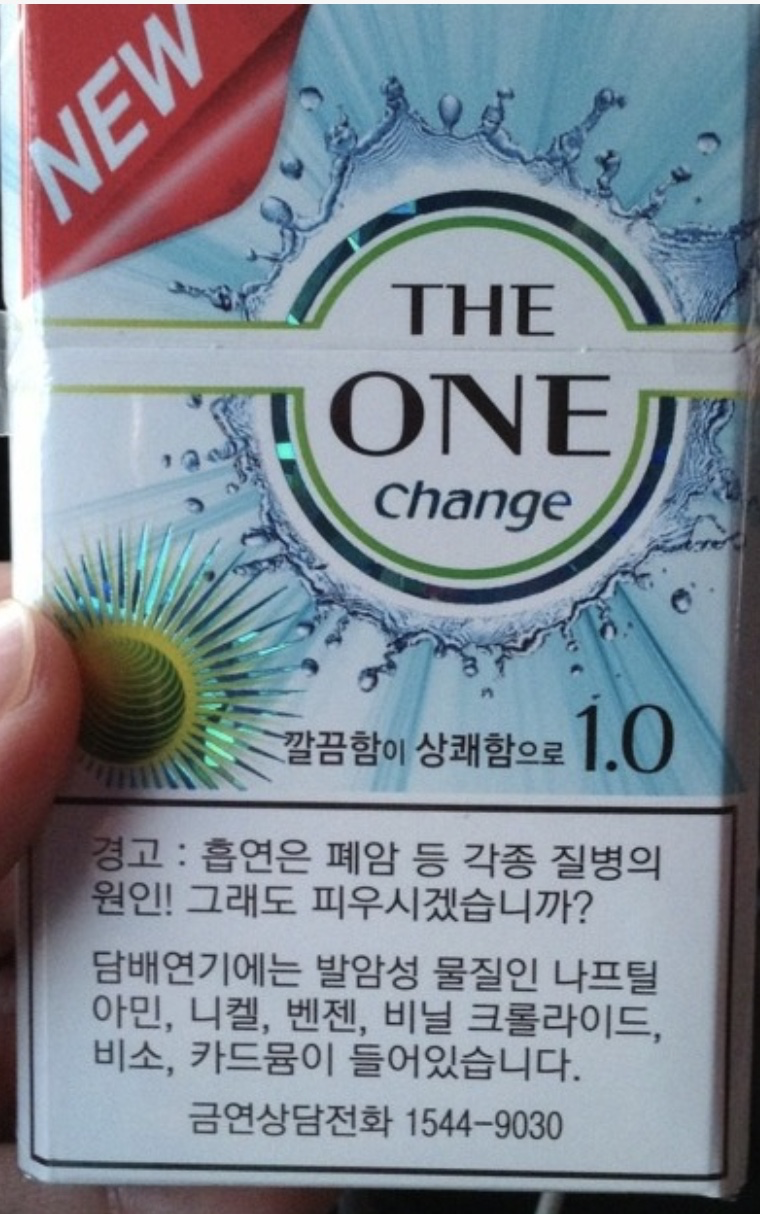 NEW
THE
ONE
Change
깔끔함이 상쾌함으로 1.0
경고 : 흡연은 폐암 등 각종 질병의
원인! 그래도 피우시겠습니까?
담배연기에는 발암성 물질인 나프틸
아민, 니켈, 벤젠, 비닐 크롤라이드,
비소, 카드뮴이 들어있습니다.
금연상담전화 1544-9030